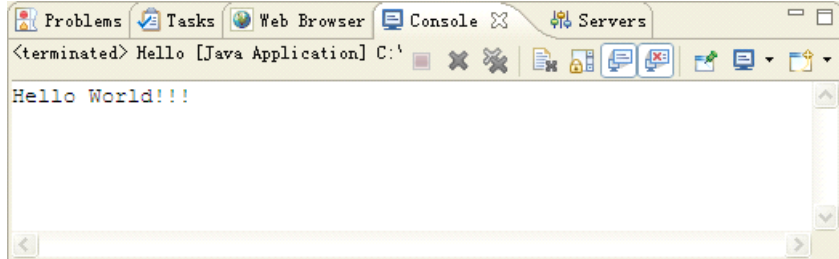 Problems Tasks Web Browser Console Servers
<terminated> Hello [Java Application] C:\
Hello World!!!